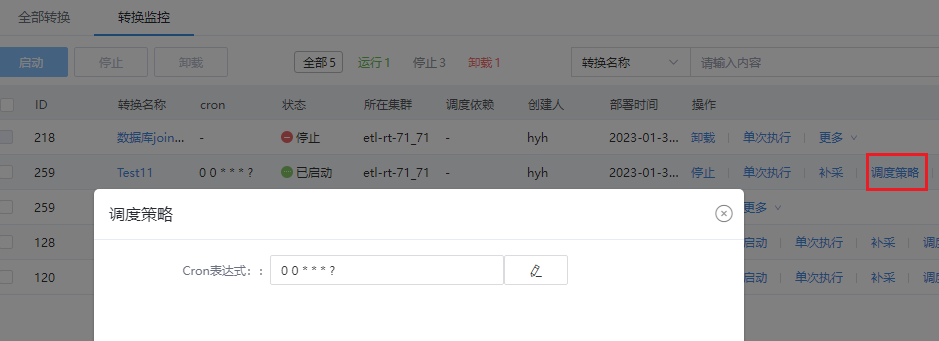 全部转换 转换监控
启动 停止 卸载 全部 5 运行 1 停止 3 卸载 1 转换名称 请输入内容
ID 转换名称 cron 状态 所在集群 调度依赖 创建人 部署时间 操作
218 数据库join... - 停止 etl-rt-71_71 - hyh 2023-01-3... 卸载 单次执行 更多
259 Test11 0 0 * * * ? 已启动 etl-rt-71_71 - hyh 2023-01-3... 停止 单次执行 补采 调度策略
259 更多
调度策略
128 启动 单次执行 补采 调度
Cron表达式： : 0 0 * * * ?
120 启动 单次执行 补采 调度